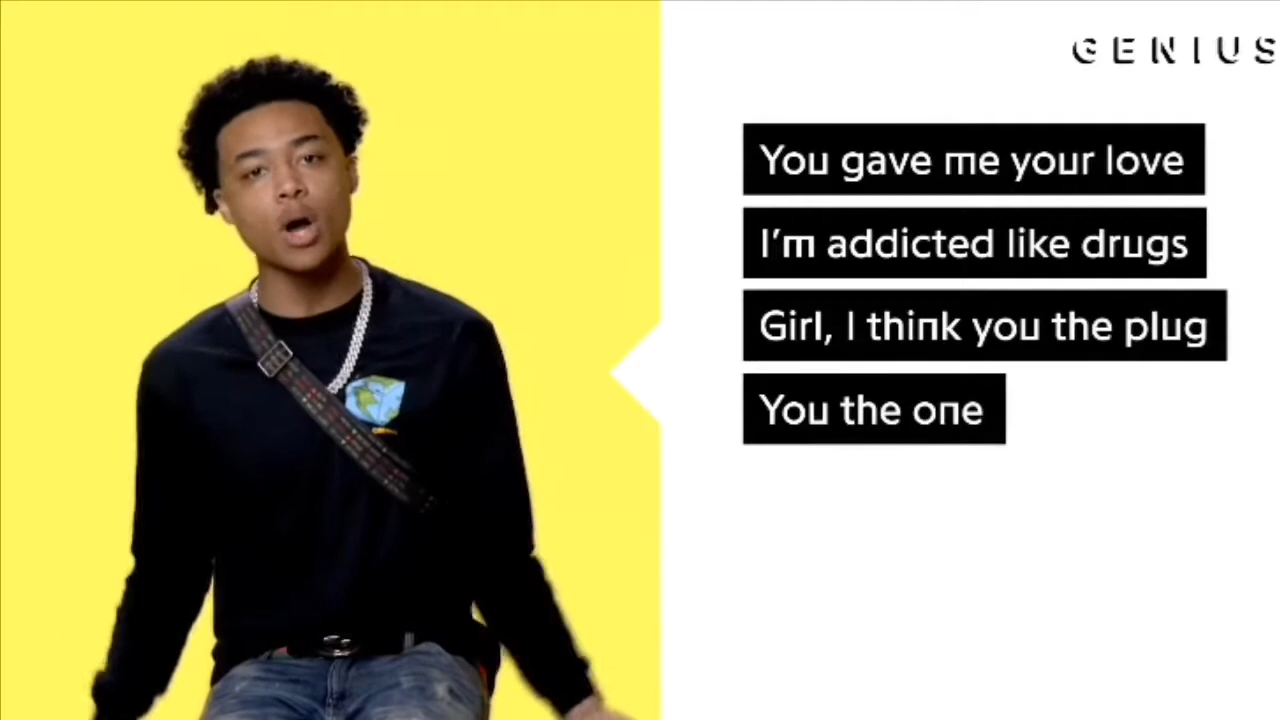 GENIUS
You gave me your love
I'm addicted like drugs
Girl, I think you the plug
You the one